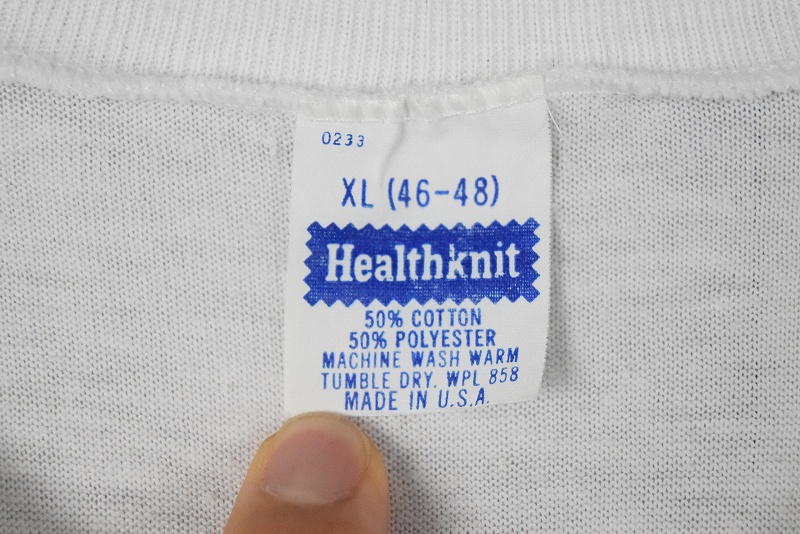 0233
XL (46-48)
Healthknit
50% COTTON
50% POLYESTER
MACHINE WASH WARM
TUMBLE DRY. WPL 858
MADE IN U.S.A.